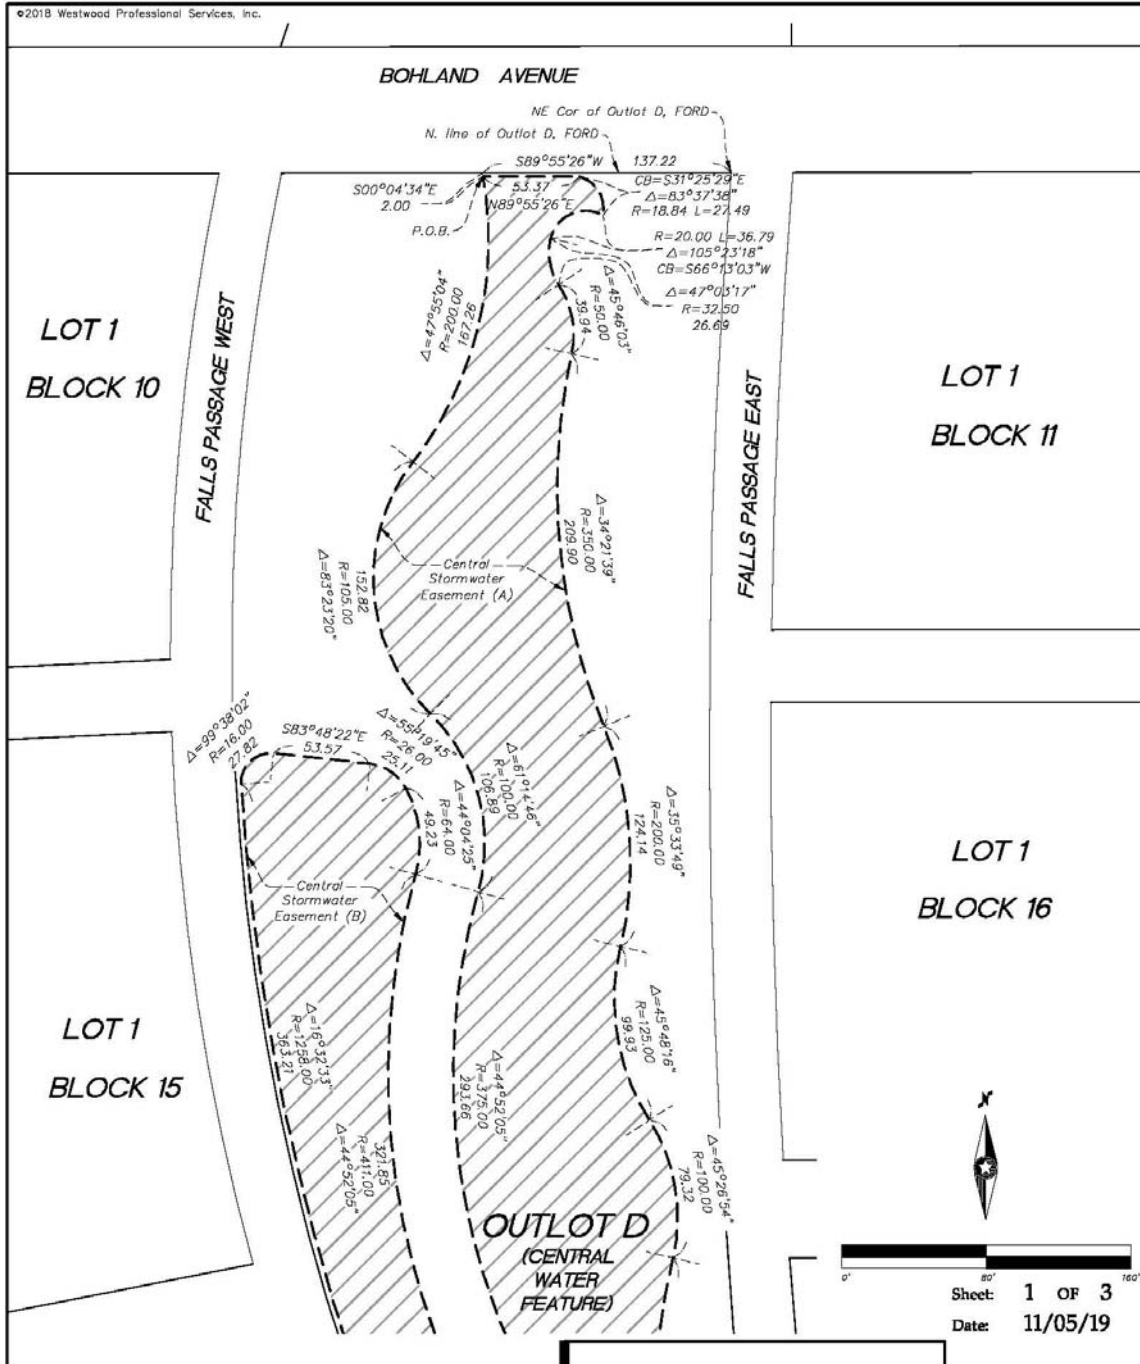 ©2018 Westwood Professional Services, Inc.
BOHLAND AVENUE
NE Cor of Outlot D, FORD
N. line of Outlot D, FORD
S89°55'26"W 137.22
S00°04'34"E
2.00
53.37
N89°55'26"E
P.O.B.
CB=S31°25'29"E
Δ=83°37'38"
R=18.84 L=27.49
R=20.00 L=36.79
Δ=105°23'18"
CB=S66°13'03"W
Δ=47°03'17"
R=32.50
26.69
Δ=45°46'03"
R=50.00
39.94
Δ=47°55'04"
R=200.00
167.26
LOT 1
BLOCK 10
FALLS PASSAGE WEST
FALLS PASSAGE EAST
LOT 1
BLOCK 11
Δ=34°21'39"
R=350.00
209.90
Central
Stormwater
Easement (A)
152.82
R=105.00
Δ=83°23'20"
Δ=99°38'02"
R=16.00
27.82
S83°48'22"E
53.57
Δ=55°19'45"
R=26.00
25.11
Δ=61°14'46"
R=100.00
106.89
Δ=44°04'25"
R=64.00
49.23
Δ=35°33'49"
R=200.00
124.14
LOT 1
BLOCK 16
Central
Stormwater
Easement (B)
LOT 1
BLOCK 15
Δ=16°32'33"
R=1258.00
363.21
Δ=45°48'16"
R=125.00
99.93
Δ=44°52'05"
R=375.00
293.66
321.85
R=411.00
Δ=44°52'05"
Δ=45°26'54"
R=100.00
79.32
N
OUTLOT D
(CENTRAL
WATER
FEATURE)
0' 80' 160'
Sheet: 1 OF 3
Date: 11/05/19